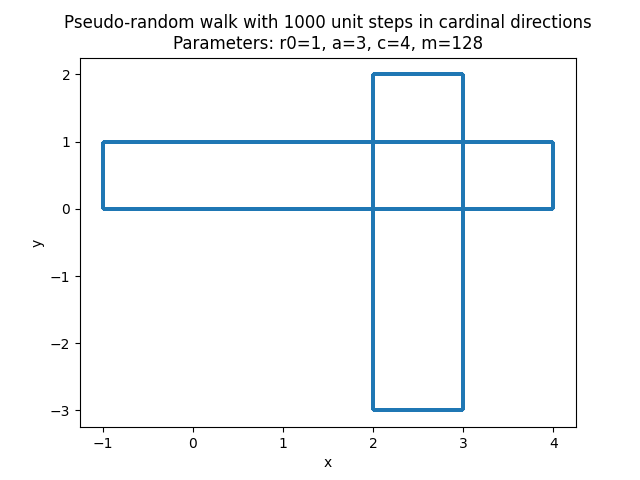 Pseudo-random walk with 1000 unit steps in cardinal directions
Parameters: r0=1, a=3, c=4, m=128
2
1
0
−1
−2
−3
y
−1 0 1 2 3 4
x